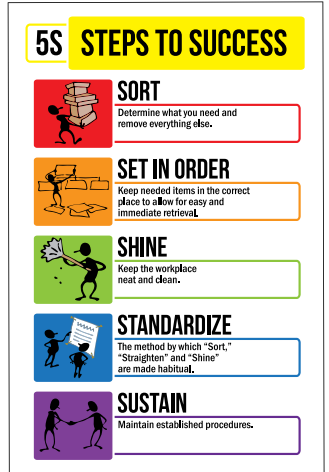 5S STEPS TO SUCCESS
SORT
Determine what you need and
remove everything else.
SET IN ORDER
Keep needed items in the correct
place to allow for easy and
immediate retrieval.
SHINE
Keep the workplace
neat and clean.
STANDARDIZE
The method by which “Sort,”
“Straighten” and “Shine”
are made habitual.
SUSTAIN
Maintain established procedures.